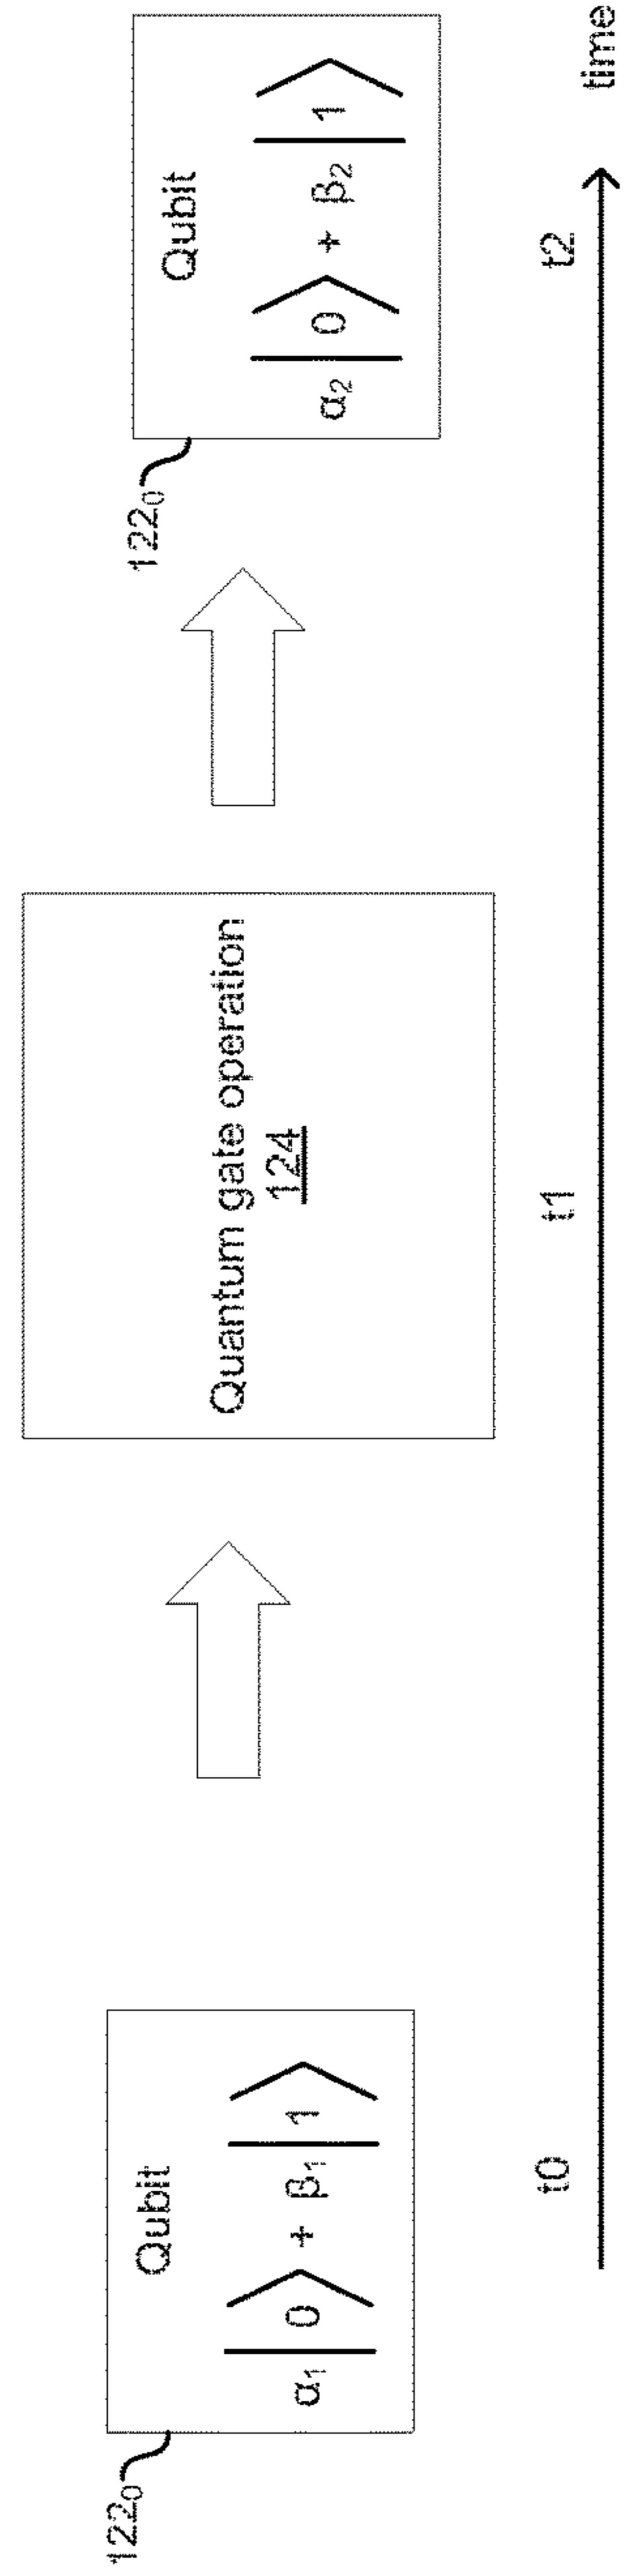 122₀
Qubit
α₁|0⟩ + β₁|1⟩
Quantum gate operation
124
122₀
Qubit
α₂|0⟩ + β₂|1⟩
t0
t1
t2
time